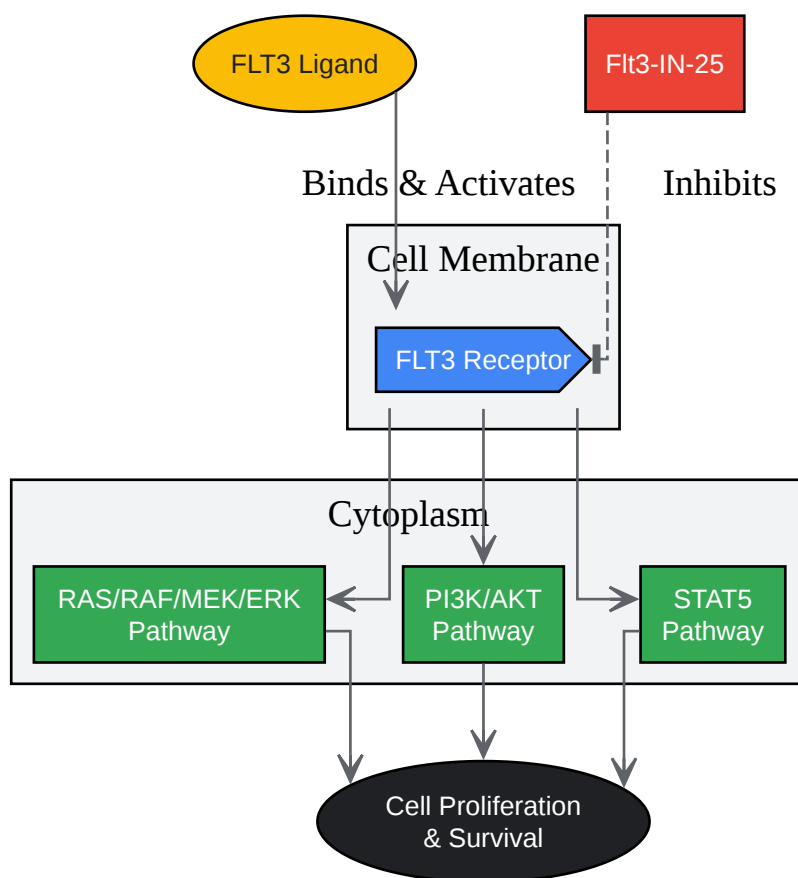 FLT3 Ligand
Flt3-IN-25
Binds & Activates
Inhibits
Cell Membrane
FLT3 Receptor
Cytoplasm
RAS/RAF/MEK/ERK
Pathway
PI3K/AKT
Pathway
STAT5
Pathway
Cell Proliferation
& Survival